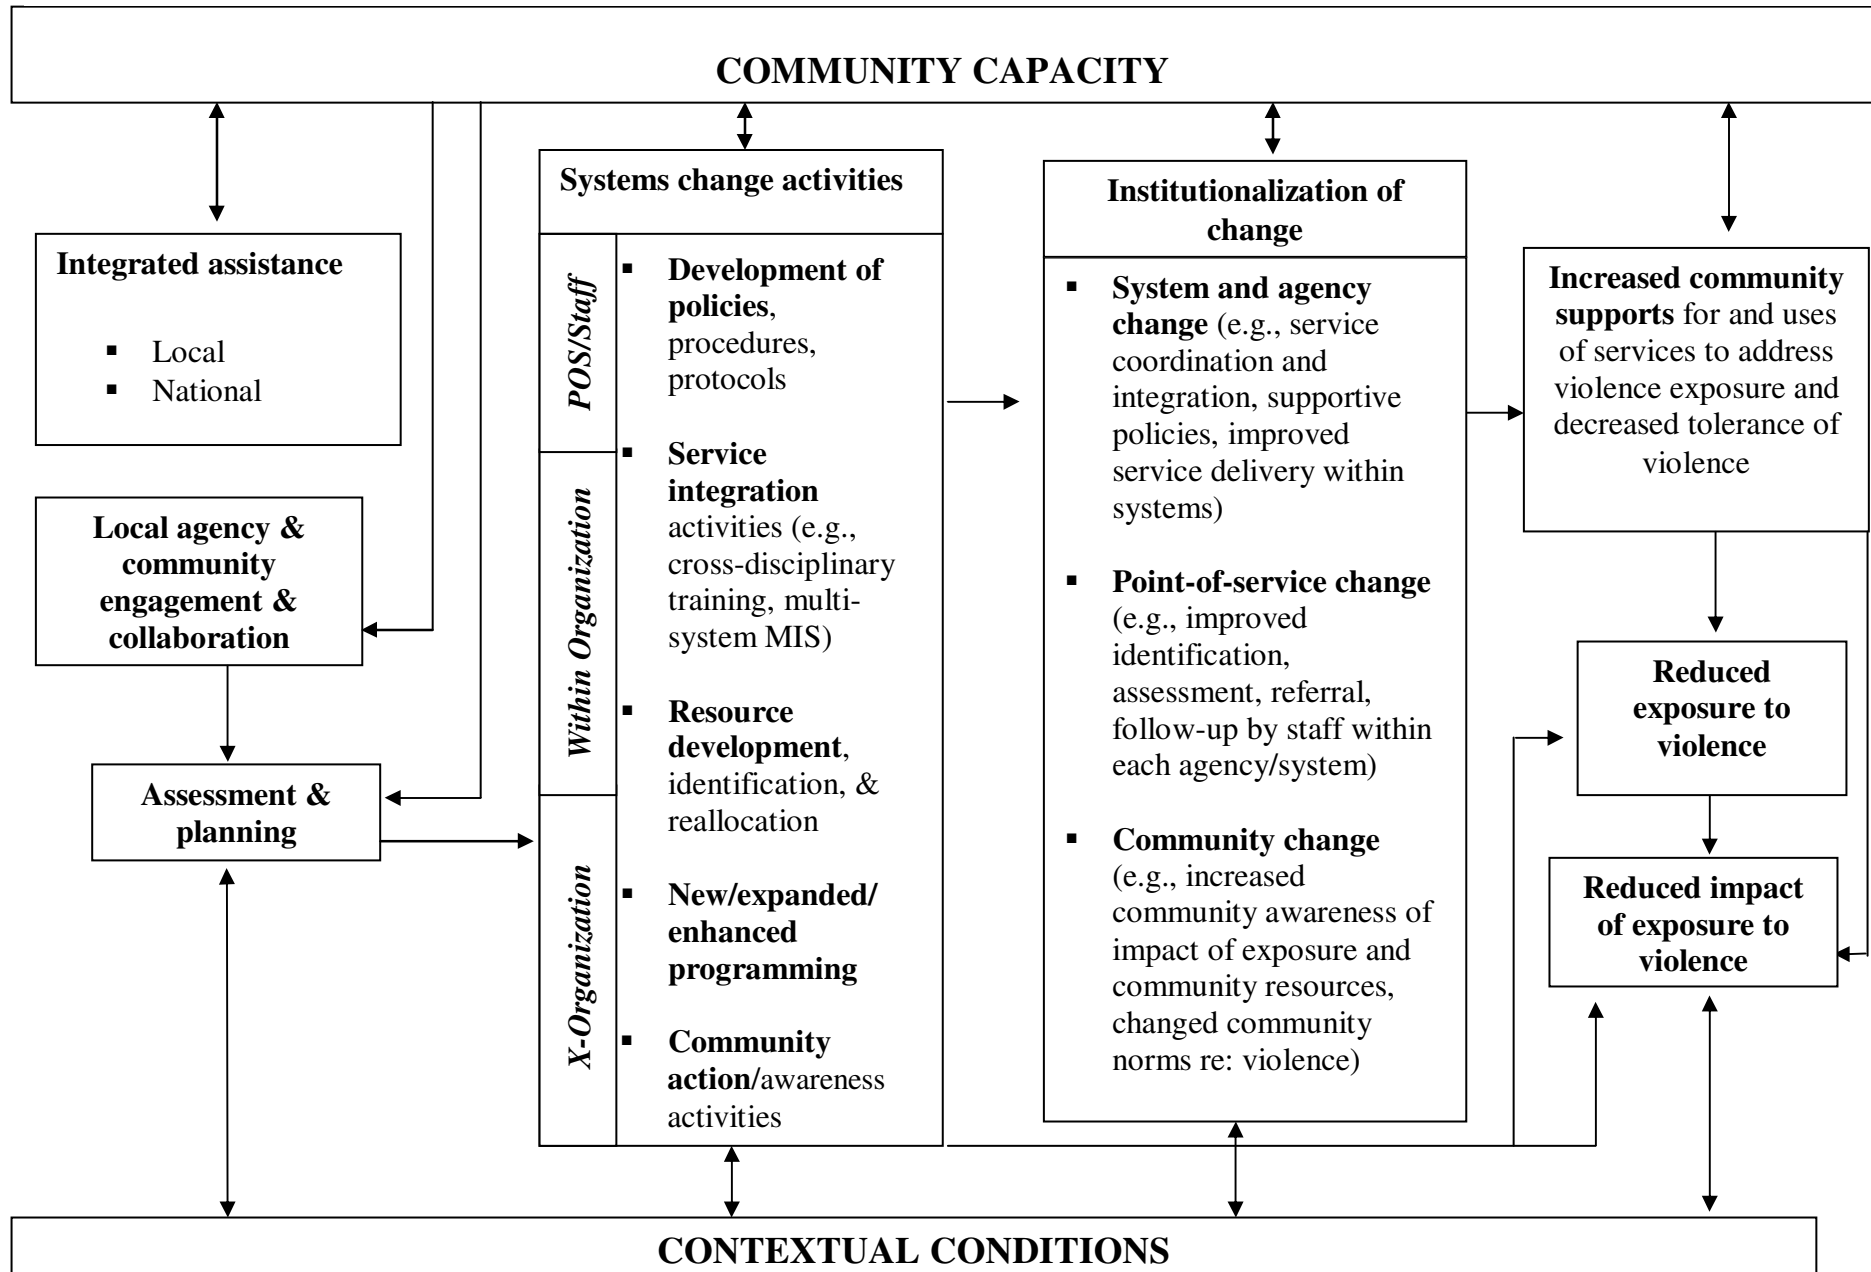 COMMUNITY CAPACITY
Integrated assistance
▪ Local
▪ National
Local agency &
community
engagement &
collaboration
Assessment &
planning
Systems change activities
POS/Staff
Within Organization
X-Organization
▪ Development of
policies,
procedures,
protocols
▪ Service
integration
activities (e.g.,
cross-disciplinary
training, multi-
system MIS)
▪ Resource
development,
identification, &
reallocation
▪ New/expanded/
enhanced
programming
▪ Community
action/awareness
activities
Institutionalization of
change
▪ System and agency
change (e.g., service
coordination and
integration, supportive
policies, improved
service delivery within
systems)
▪ Point-of-service change
(e.g., improved
identification,
assessment, referral,
follow-up by staff within
each agency/system)
▪ Community change
(e.g., increased
community awareness of
impact of exposure and
community resources,
changed community
norms re: violence)
Increased community
supports for and uses
of services to address
violence exposure and
decreased tolerance of
violence
Reduced
exposure to
violence
Reduced impact
of exposure to
violence
CONTEXTUAL CONDITIONS